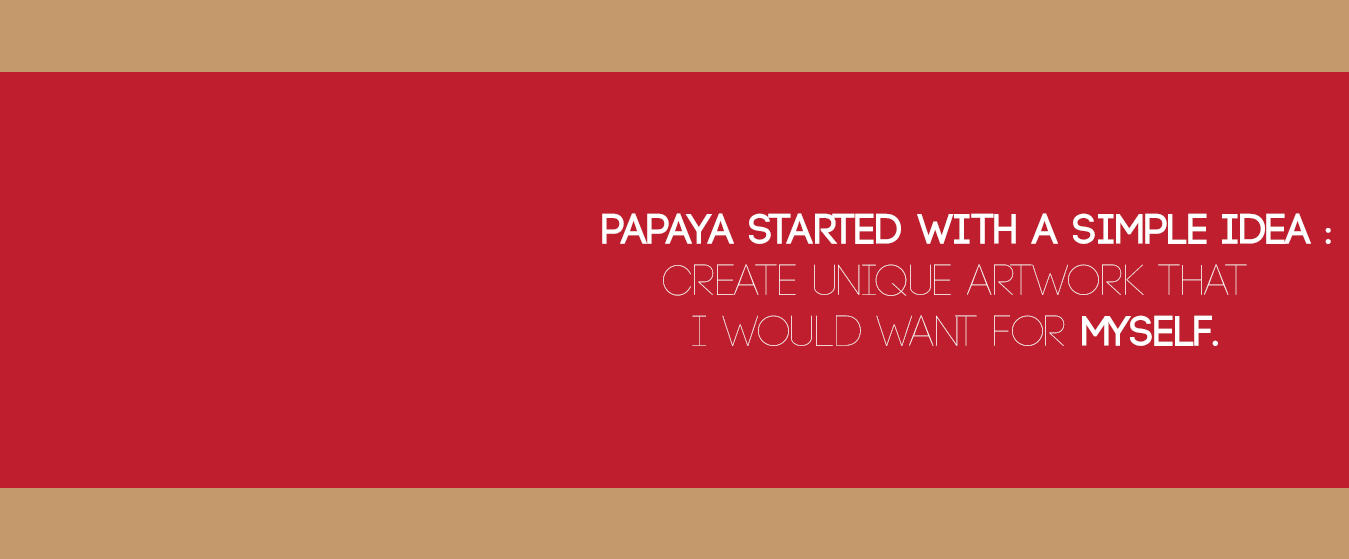 PAPAYA STARTED WITH A SIMPLE IDEA :
CREATE UNIQUE ARTWORK THAT
I WOULD WANT FOR MYSELF.